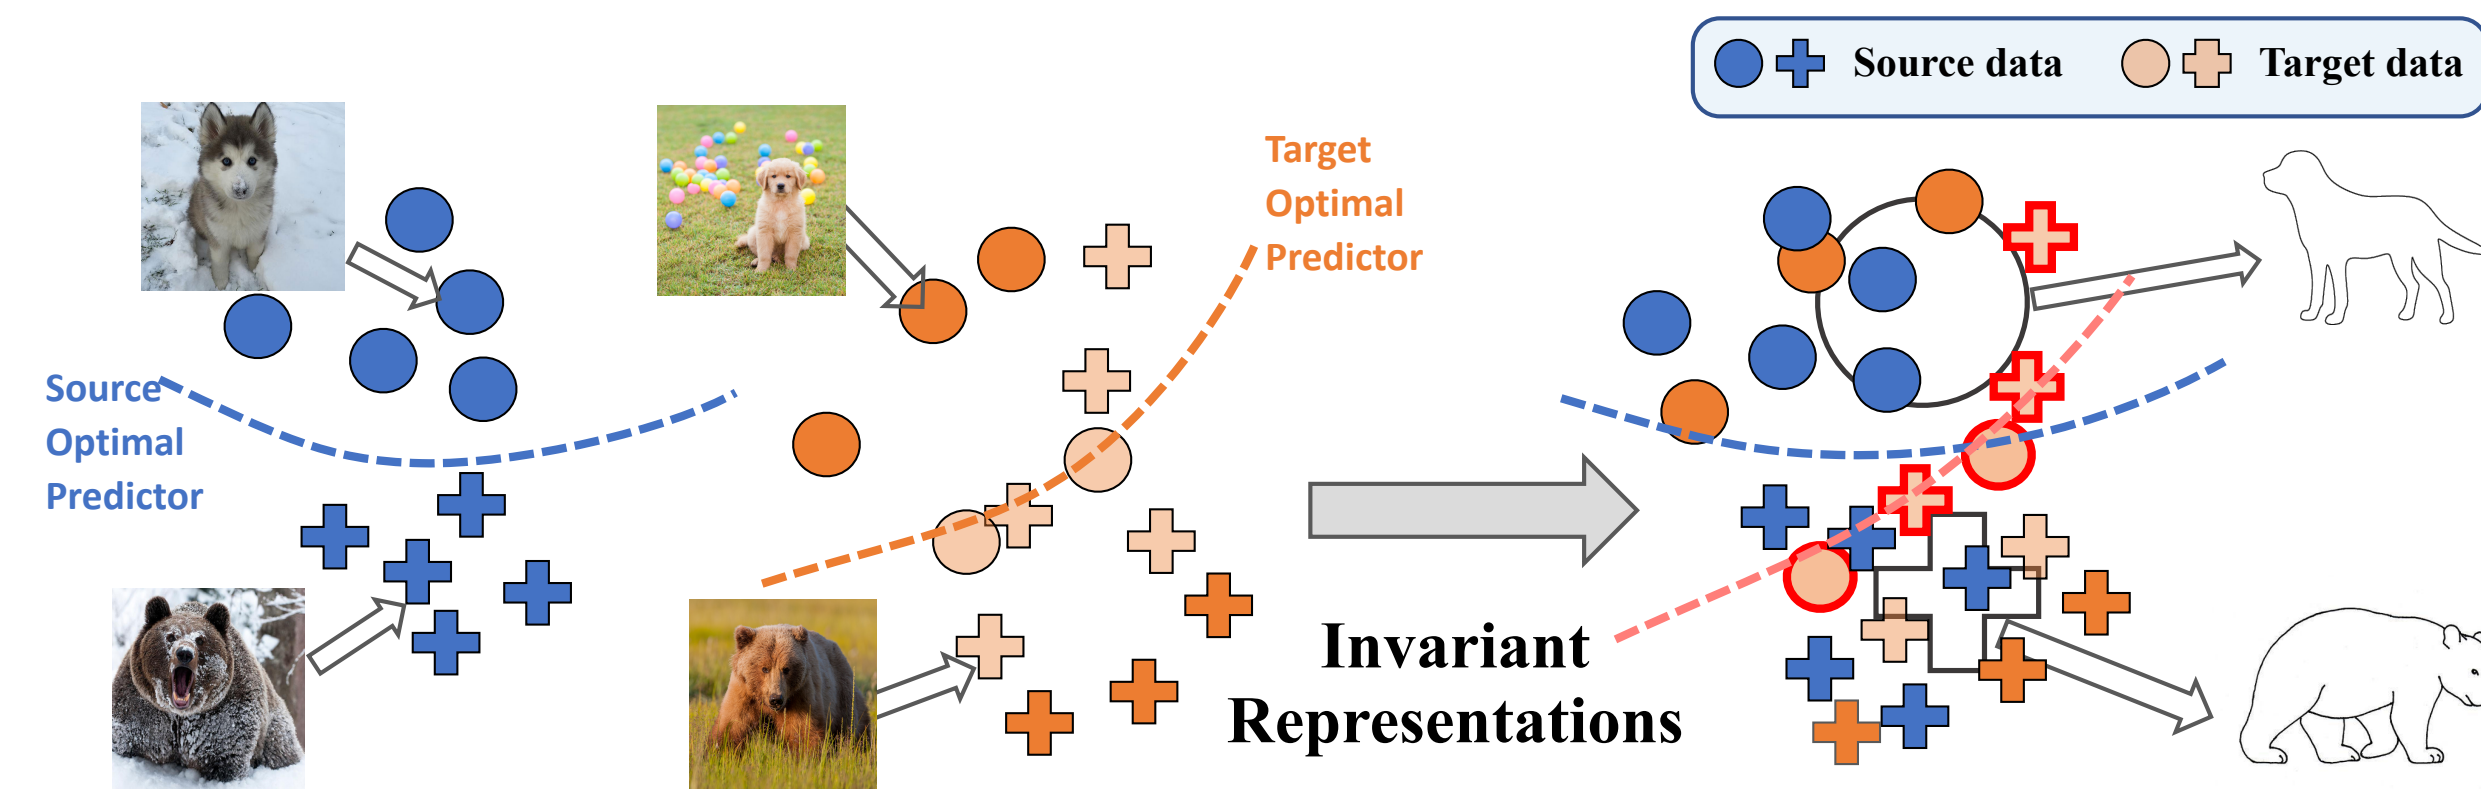 Source data
Target data
Target
Optimal
Predictor
Source
Optimal
Predictor
Invariant
Representations